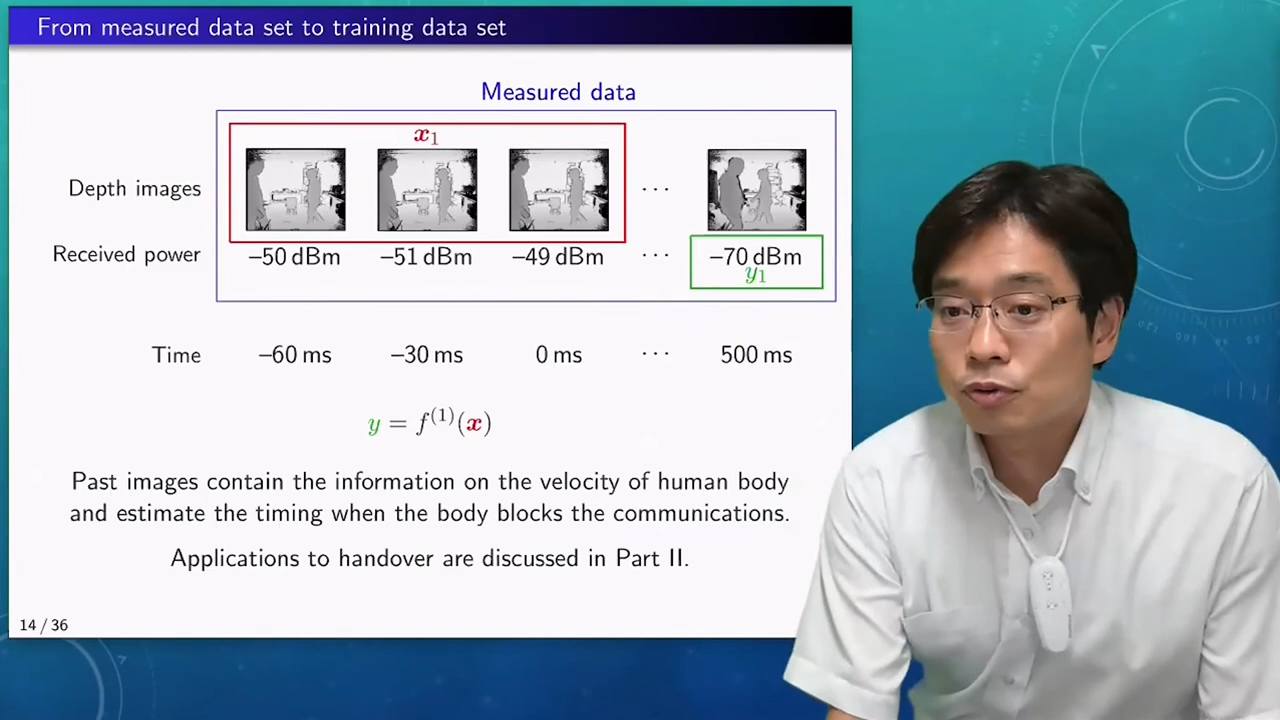 From measured data set to training data set
Measured data
x₁
Depth images ···
Received power –50 dBm –51 dBm –49 dBm ··· –70 dBm
y₁
Time –60 ms –30 ms 0 ms ··· 500 ms
y = f⁽¹⁾(x)
Past images contain the information on the velocity of human body
and estimate the timing when the body blocks the communications.
Applications to handover are discussed in Part II.
14 / 36